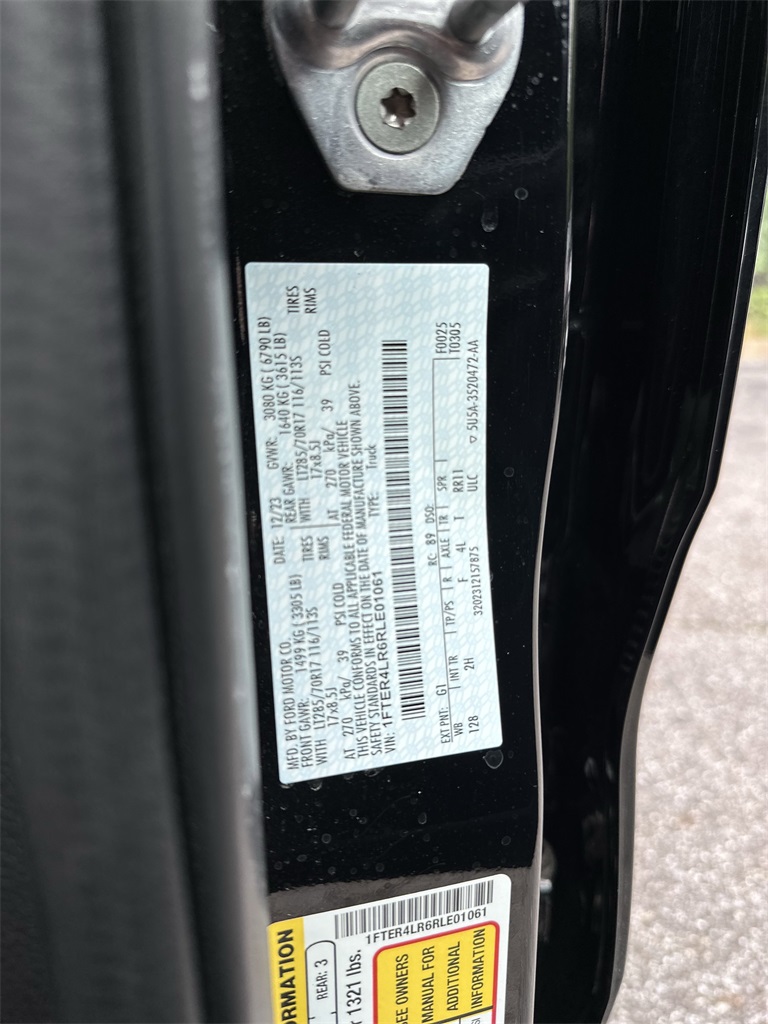 MFD. BY FORD MOTOR CO. DATE: 12/23 GVWR: 3080 KG ( 6790 LB)
FRONT GAWR: 1499 KG ( 3305 LB) REAR GAWR: 1640 KG ( 3615 LB)
WITH LT285/70R17 116/113S TIRES WITH LT285/70R17 116/113S TIRES
17x8.5J RIMS 17x8.5J RIMS
AT 270 kPa/ 39 PSI COLD AT 270 kPa/ 39 PSI COLD
THIS VEHICLE CONFORMS TO ALL APPLICABLE FEDERAL MOTOR VEHICLE
SAFETY STANDARDS IN EFFECT ON THE DATE OF MANUFACTURE SHOWN ABOVE.
VIN: 1FTER4LR6RLE01061 TYPE: Truck
EXT PNT: G1 RC: 89 DSO: F0025
WB INT TR TP/PS R AXLE TR SPR T0305
128 2H F 4L T RR11
3202312157875 ULC ▽ 5U5A-3520472-AA
1FTER4LR6RLE01061
REAR: 3
1321 lbs.
SEE OWNERS
MANUAL FOR
ADDITIONAL
INFORMATION